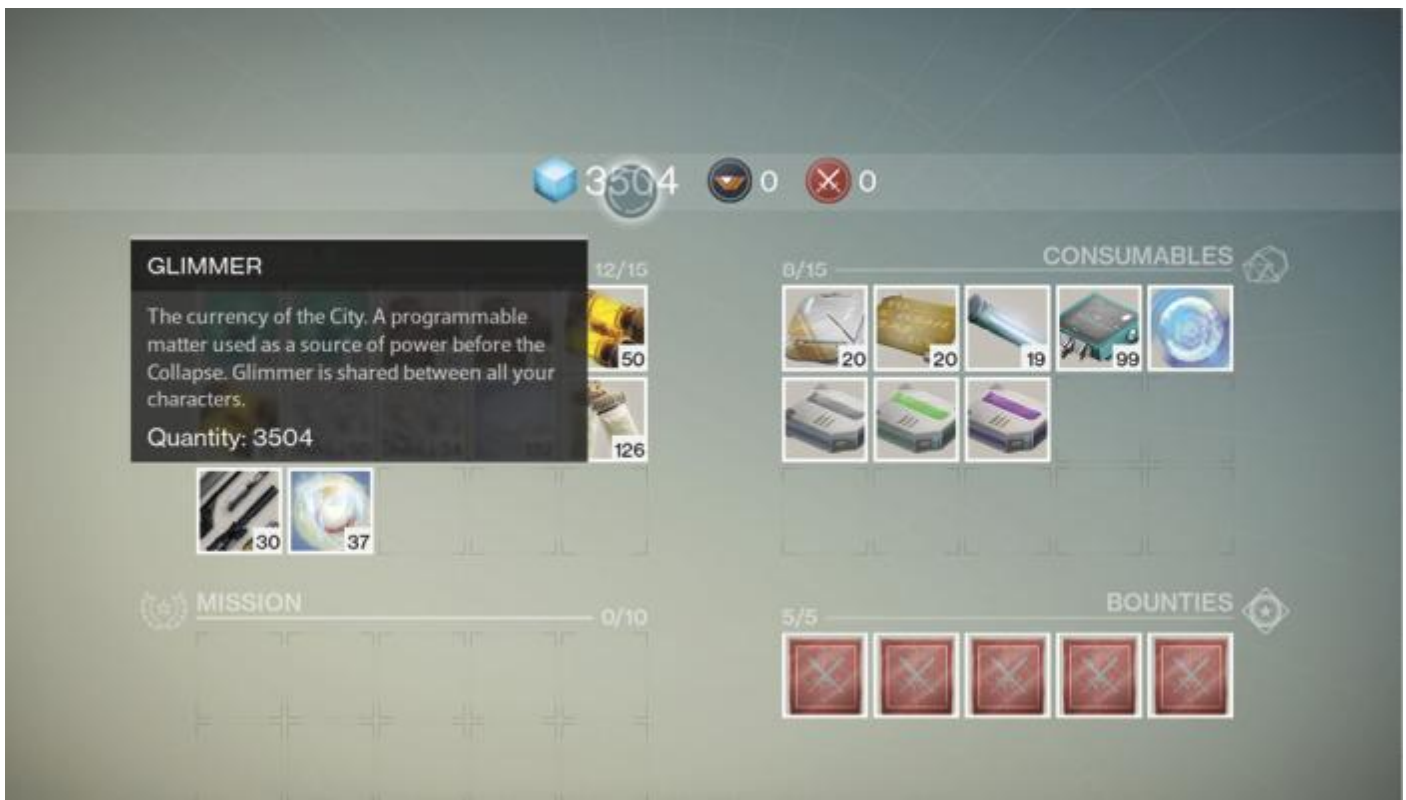 3504 0 0
GLIMMER
The currency of the City. A programmable
matter used as a source of power before the
Collapse. Glimmer is shared between all your
characters.
Quantity: 3504
12/15
50
126
30 37
8/15 CONSUMABLES
20 20 19 99
MISSION 0/10
5/5 BOUNTIES